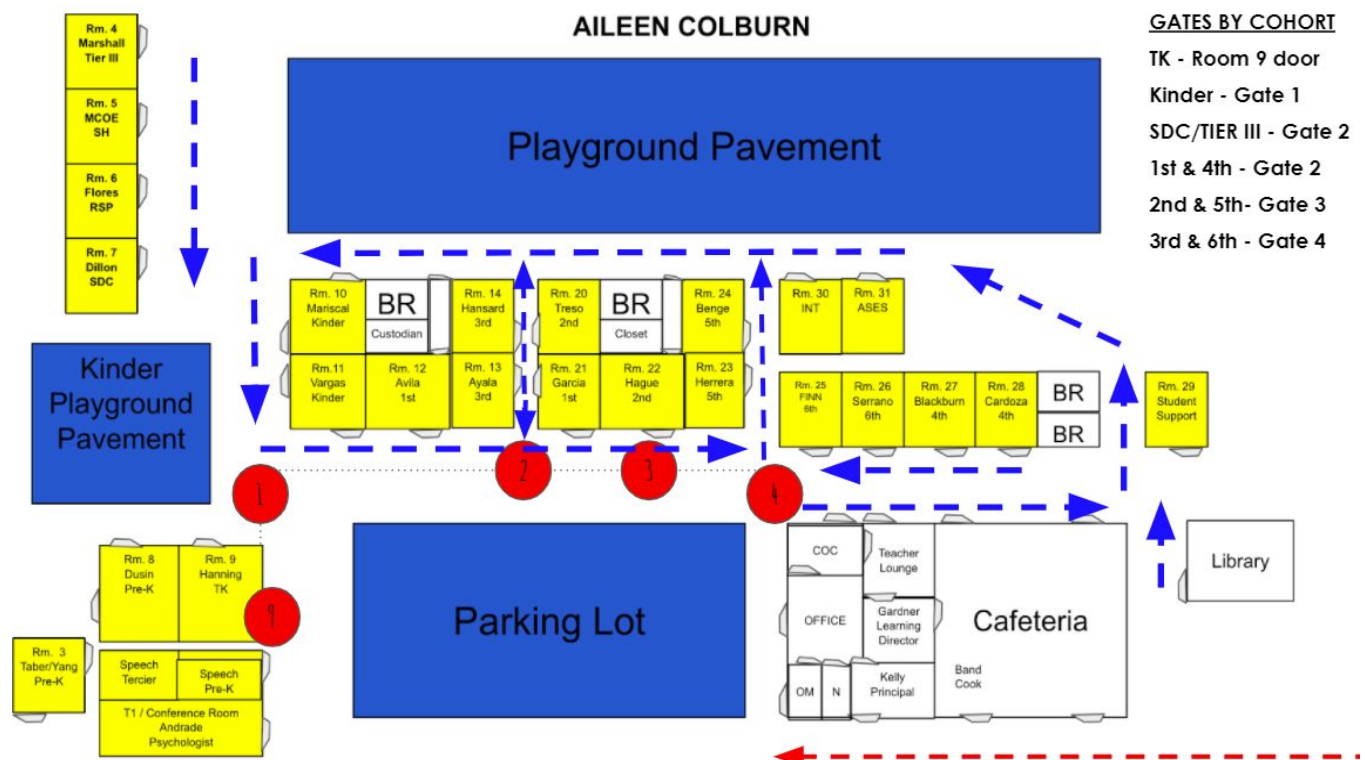 AILEEN COLBURN
GATES BY COHORT
TK - Room 9 door
Kinder - Gate 1
SDC/TIER III - Gate 2
1st & 4th - Gate 2
2nd & 5th- Gate 3
3rd & 6th - Gate 4
Rm. 4
Marshall
Tier III
Rm. 5
MCOE
SH
Rm. 6
Flores
RSP
Rm. 7
Dillon
SDC
Playground Pavement
Kinder
Playground
Pavement
Rm. 10
Mariscal
Kinder
BR
Custodian
Rm. 14
Hansard
3rd
Rm.11
Vargas
Kinder
Rm. 12
Avila
1st
Rm. 13
Ayala
3rd
Rm. 20
Treso
2nd
BR
Closet
Rm. 24
Benge
5th
Rm. 21
Garcia
1st
Rm. 22
Hague
2nd
Rm. 23
Herrera
5th
Rm. 30
INT
Rm. 31
ASES
Rm. 25
FINN
6th
Rm. 26
Serrano
6th
Rm. 27
Blackburn
4th
Rm. 28
Cardoza
4th
BR
BR
Rm. 29
Student
Support
1
2
3
4
Rm. 8
Dusin
Pre-K
Rm. 9
Hanning
TK
9
Rm. 3
Taber/Yang
Pre-K
Speech
Tercier
Speech
Pre-K
T1 / Conference Room
Andrade
Psychologist
Parking Lot
COC
Teacher
Lounge
OFFICE
Gardner
Learning
Director
OM
N
Kelly
Principal
Cafeteria
Band
Cook
Library